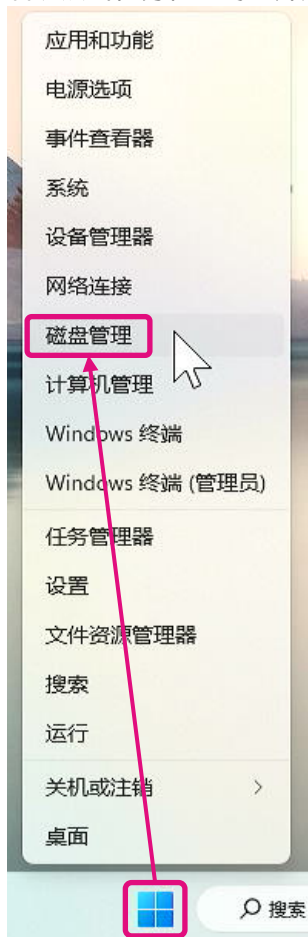 应用和功能
电源选项
事件查看器
系统
设备管理器
网络连接
磁盘管理
计算机管理
Windows 终端
Windows 终端 (管理员)
任务管理器
设置
文件资源管理器
搜索
运行
关机或注销
桌面
搜索